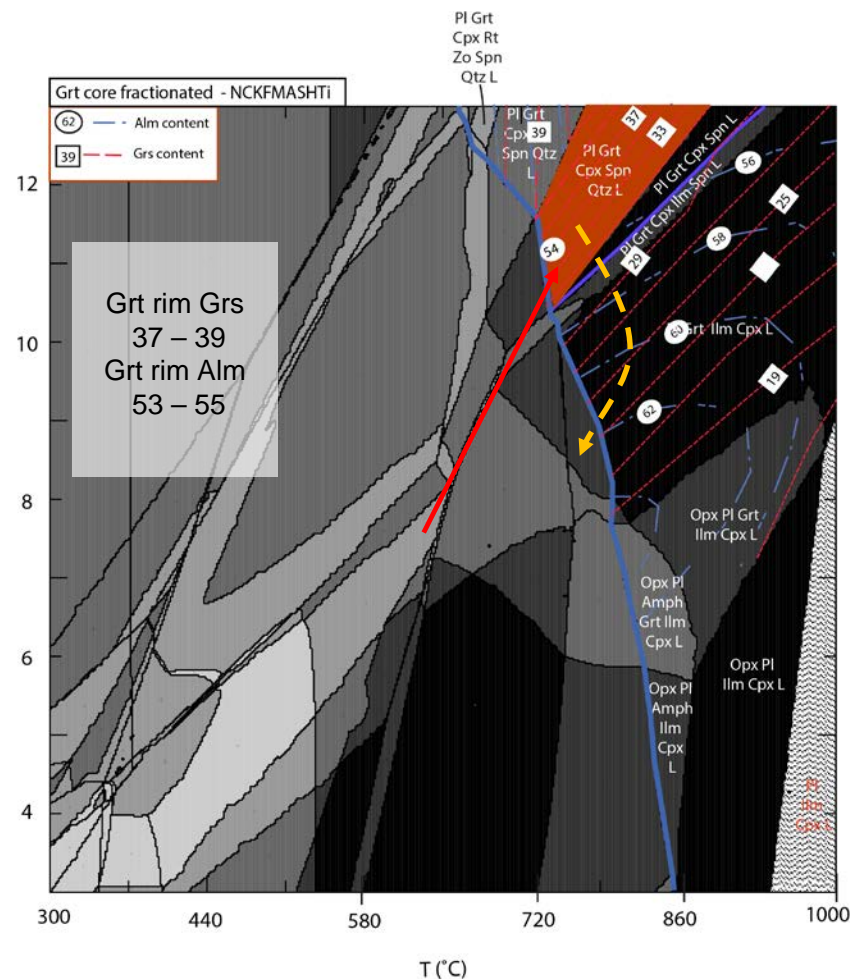 Pl Grt
Cpx Rt
Zo Spn
Qtz L
Grt core fractionated - NCKFMASHTi
62 Alm content
39 Grs content
Pl Grt
Cpx 39
Spn Qtz
L
37
33
Pl Grt
Cpx Spn
Qtz L
Pl Grt Cpx Spn L
Pl Grt Cpx Ilm Spn L
56
25
58
54
29
60
Grt Ilm Cpx L
19
62
Grt rim Grs
37 – 39
Grt rim Alm
53 – 55
Opx Pl Grt
Ilm Cpx L
Opx Pl
Amph
Grt Ilm
Cpx L
Opx Pl
Ilm Cpx L
Opx Pl
Amph
Ilm
Cpx
L
Pl
Cpx L
12
10
8
6
4
300
440
580
720
860
1000
T (˚C)